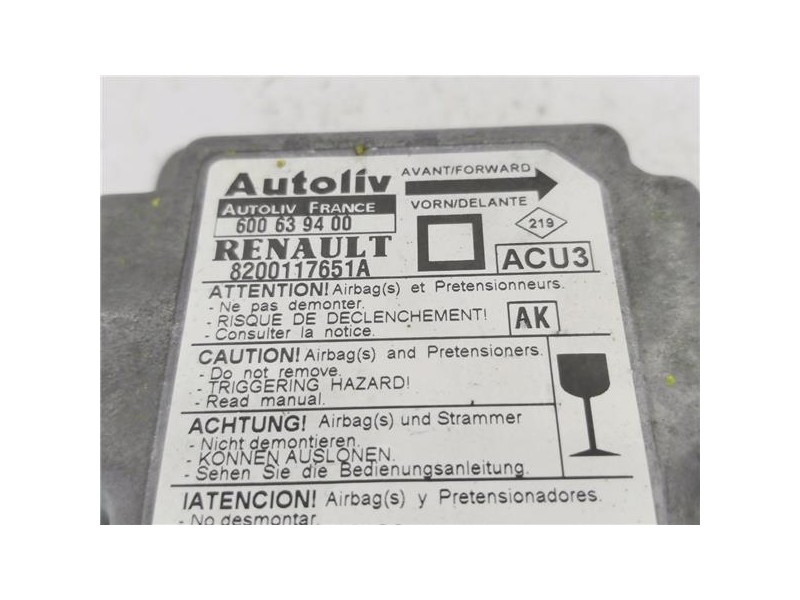 Autoliv
AVANT/FORWARD
AUTOLIV FRANCE
VORN/DELANTE
600 63 94 00
219
RENAULT
ACU3
8200117651A
ATTENTION! Airbag(s) et Pretensionneurs.
- Ne pas demonter.
- RISQUE DE DECLENCHEMENT!
AK
- Consulter la notice.
CAUTION! Airbag(s) and Pretensioners.
- Do not remove.
- TRIGGERING HAZARD!
- Read manual.
ACHTUNG! Airbag(s) und Strammer
- Nicht demontieren.
- KONNEN AUSLONEN.
- Sehen Sie die Bedienungsanleitung.
!ATENCION! Airbag(s) y Pretensionadores.
- No desmontar.